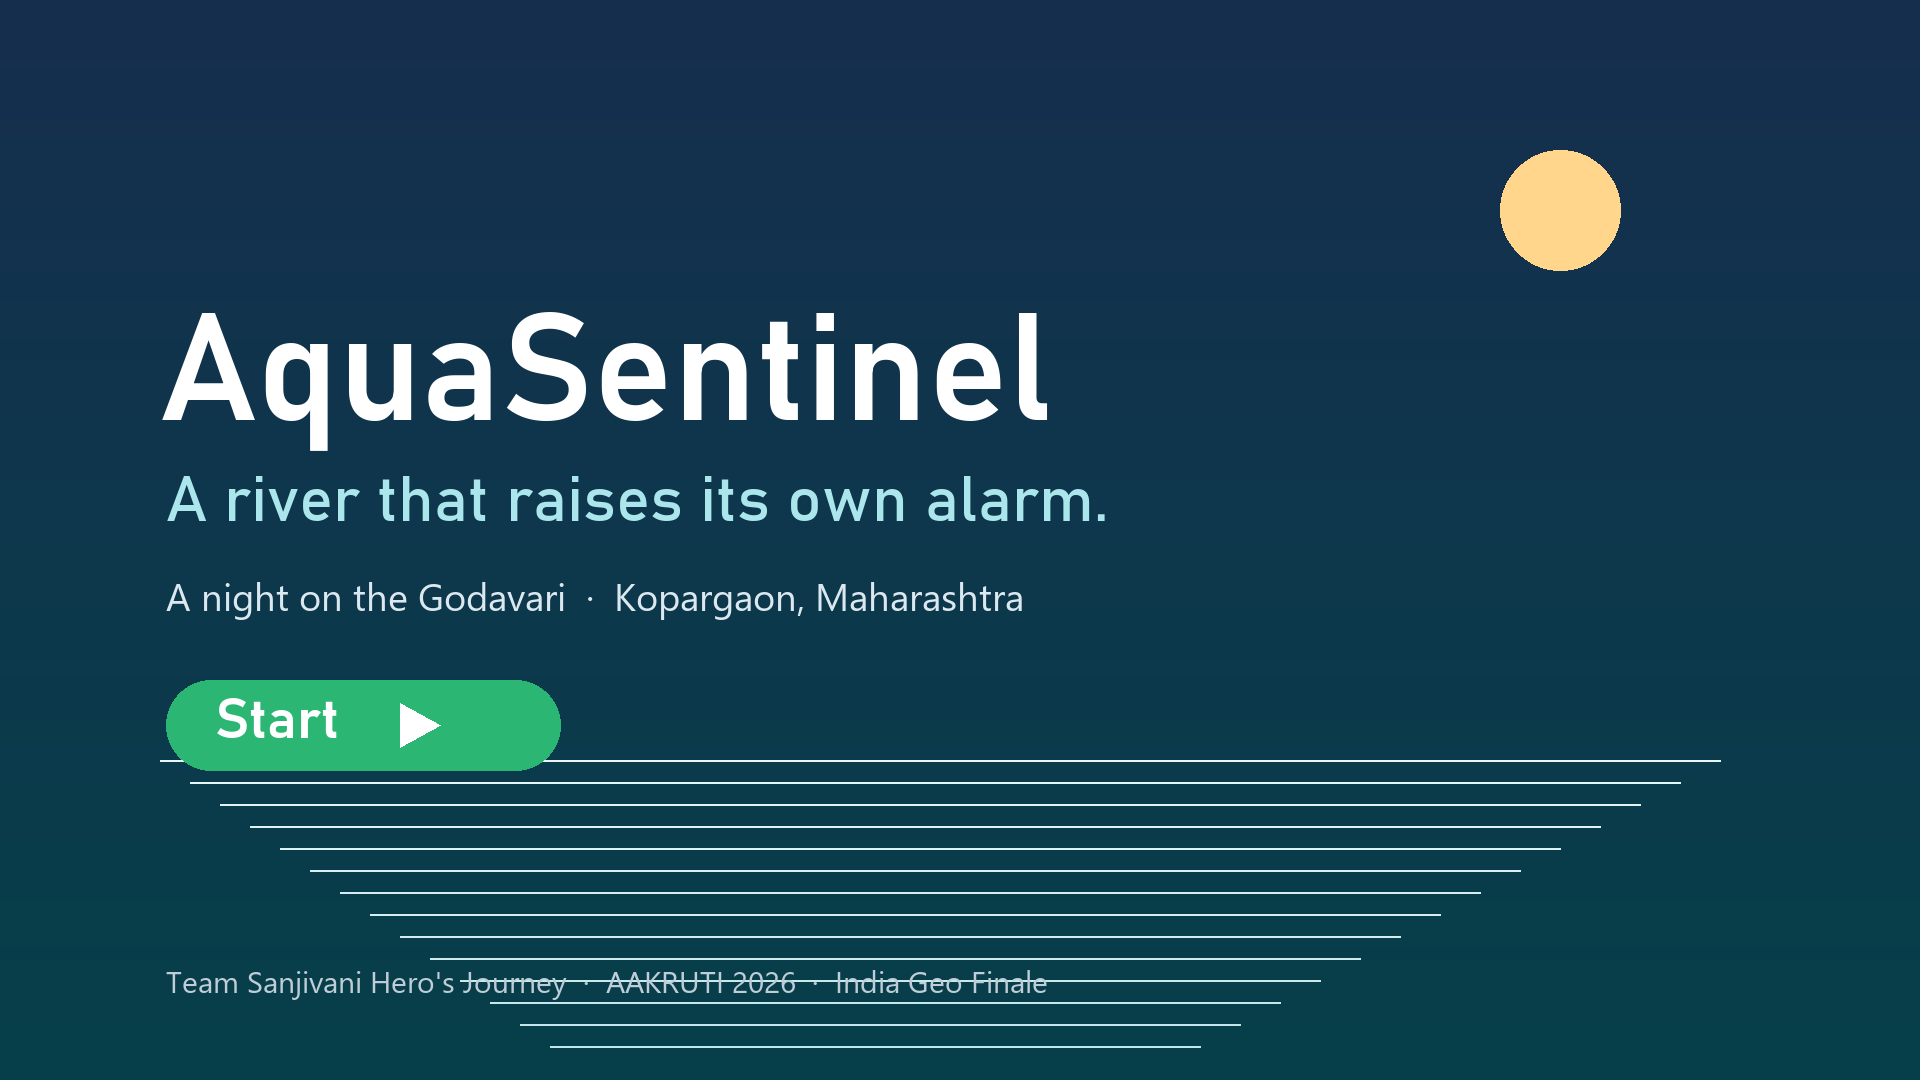 AquaSentinel
A river that raises its own alarm.
A night on the Godavari · Kopargaon, Maharashtra
Start
Team Sanjivani Hero's Journey · AAKRUTI 2026 · India Geo Finale